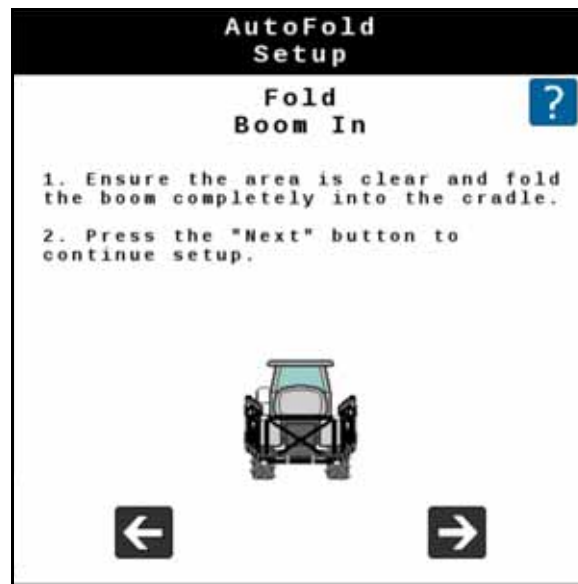 AutoFold
Setup
Fold
Boom In
?
1. Ensure the area is clear and fold
the boom completely into the cradle.
2. Press the "Next" button to
continue setup.